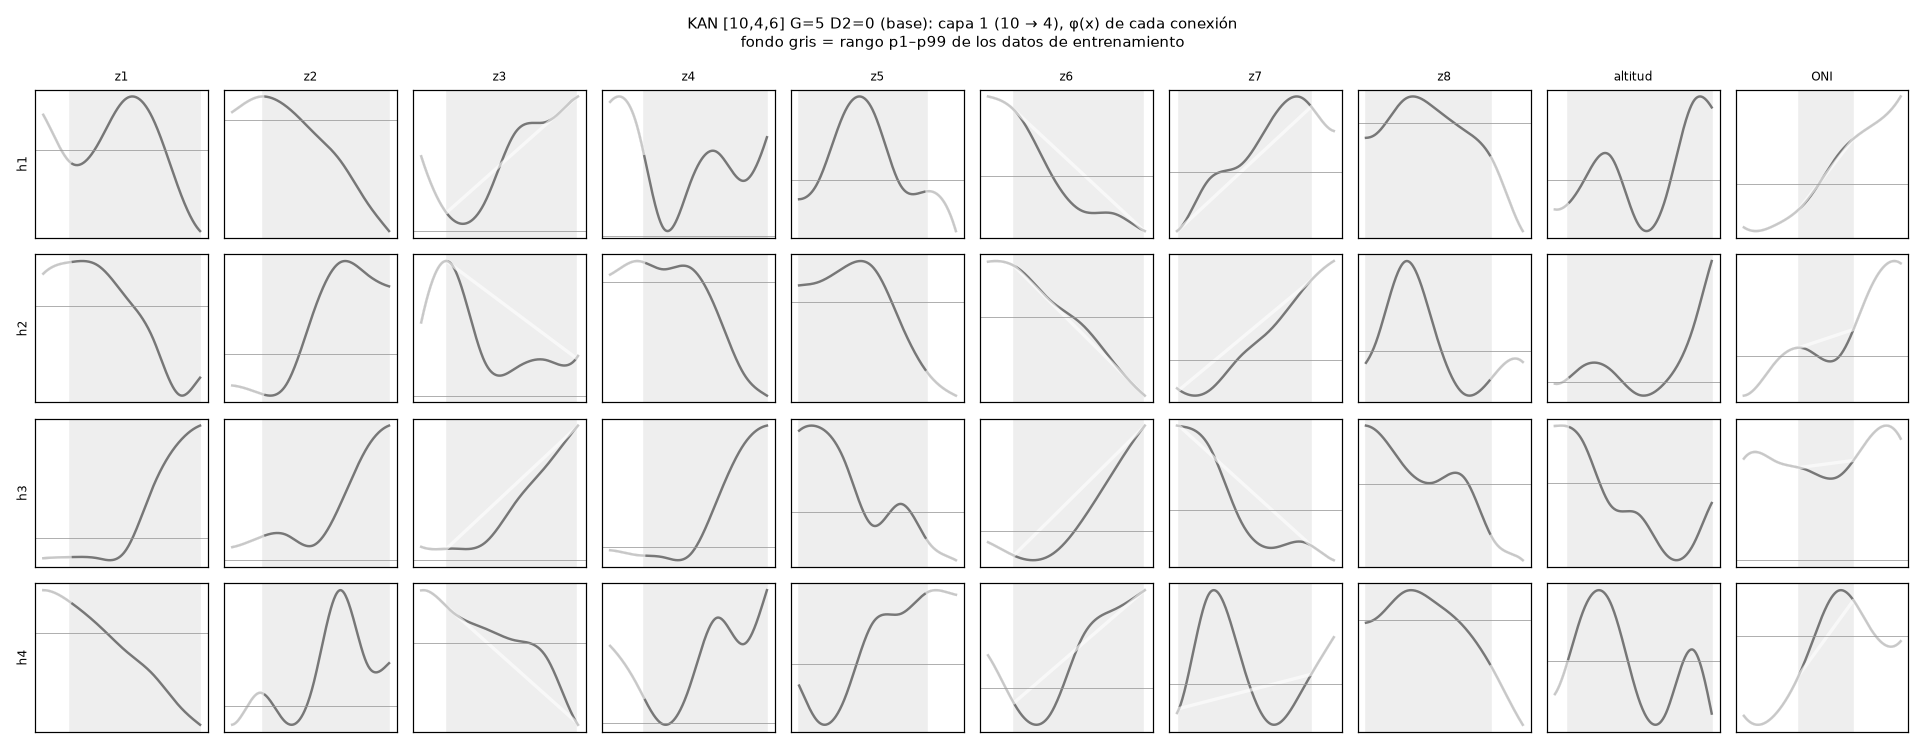 KAN [10,4,6] G=5 D2=0 (base): capa 1 (10 → 4), φ(x) de cada conexión
fondo gris = rango p1–p99 de los datos de entrenamiento
z1 z2 z3 z4 z5 z6 z7 z8 altitud ONI
h1
h2
h3
h4